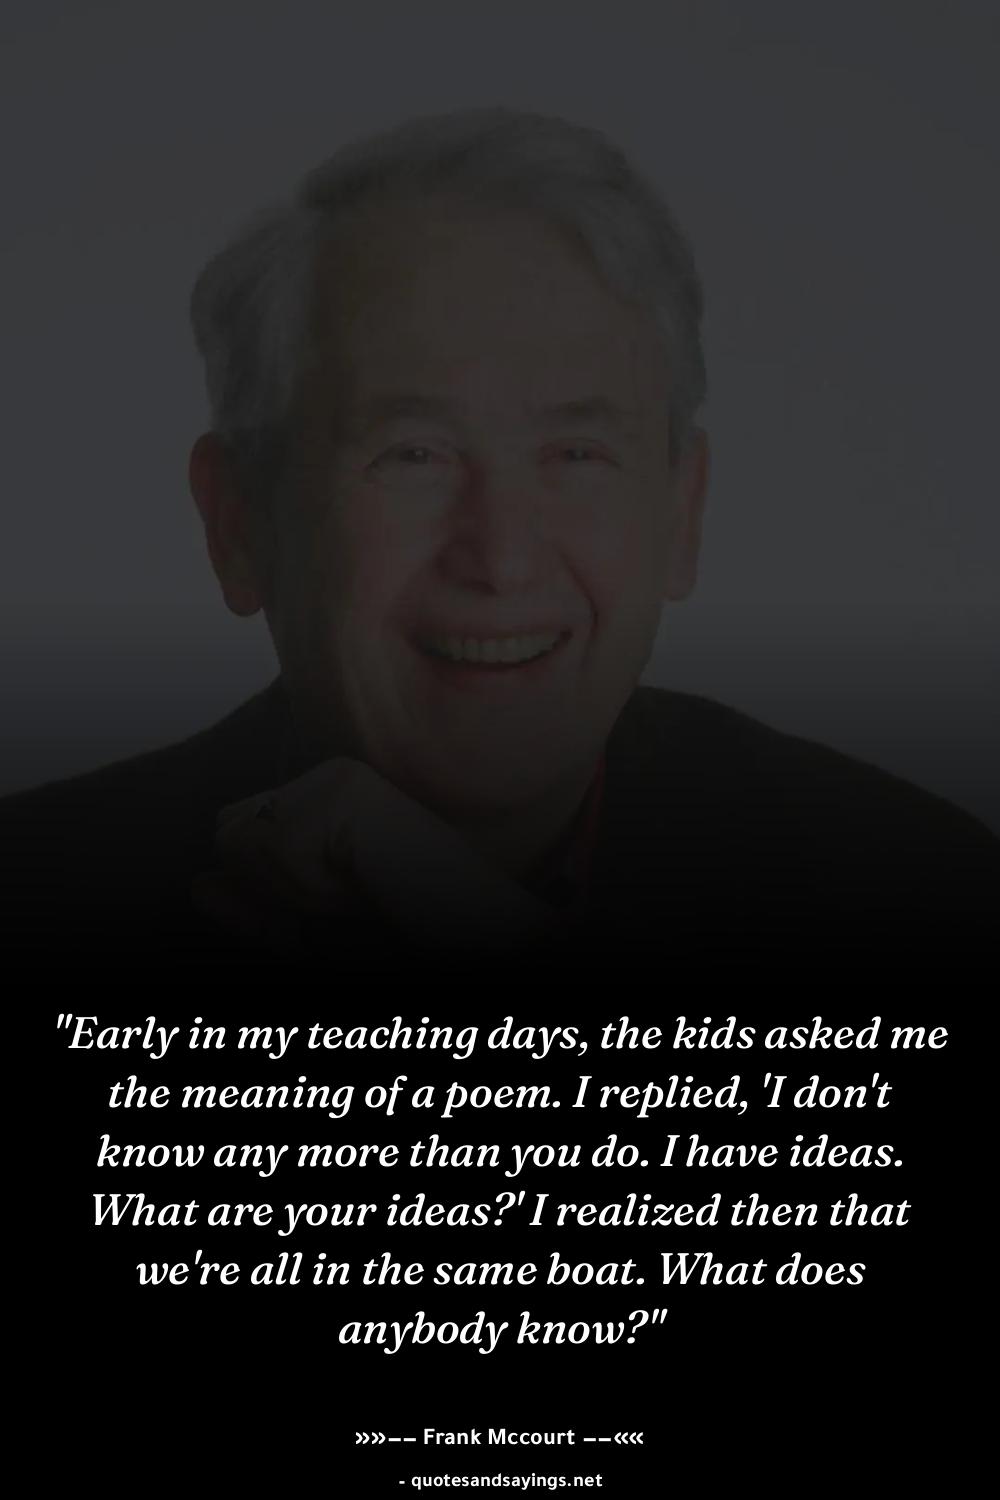 "Early in my teaching days, the kids asked me
the meaning of a poem. I replied, 'I don't
know any more than you do. I have ideas.
What are your ideas?' I realized then that
we're all in the same boat. What does
anybody know?"
»»–– Frank Mccourt ––««
- quotesandsayings.net